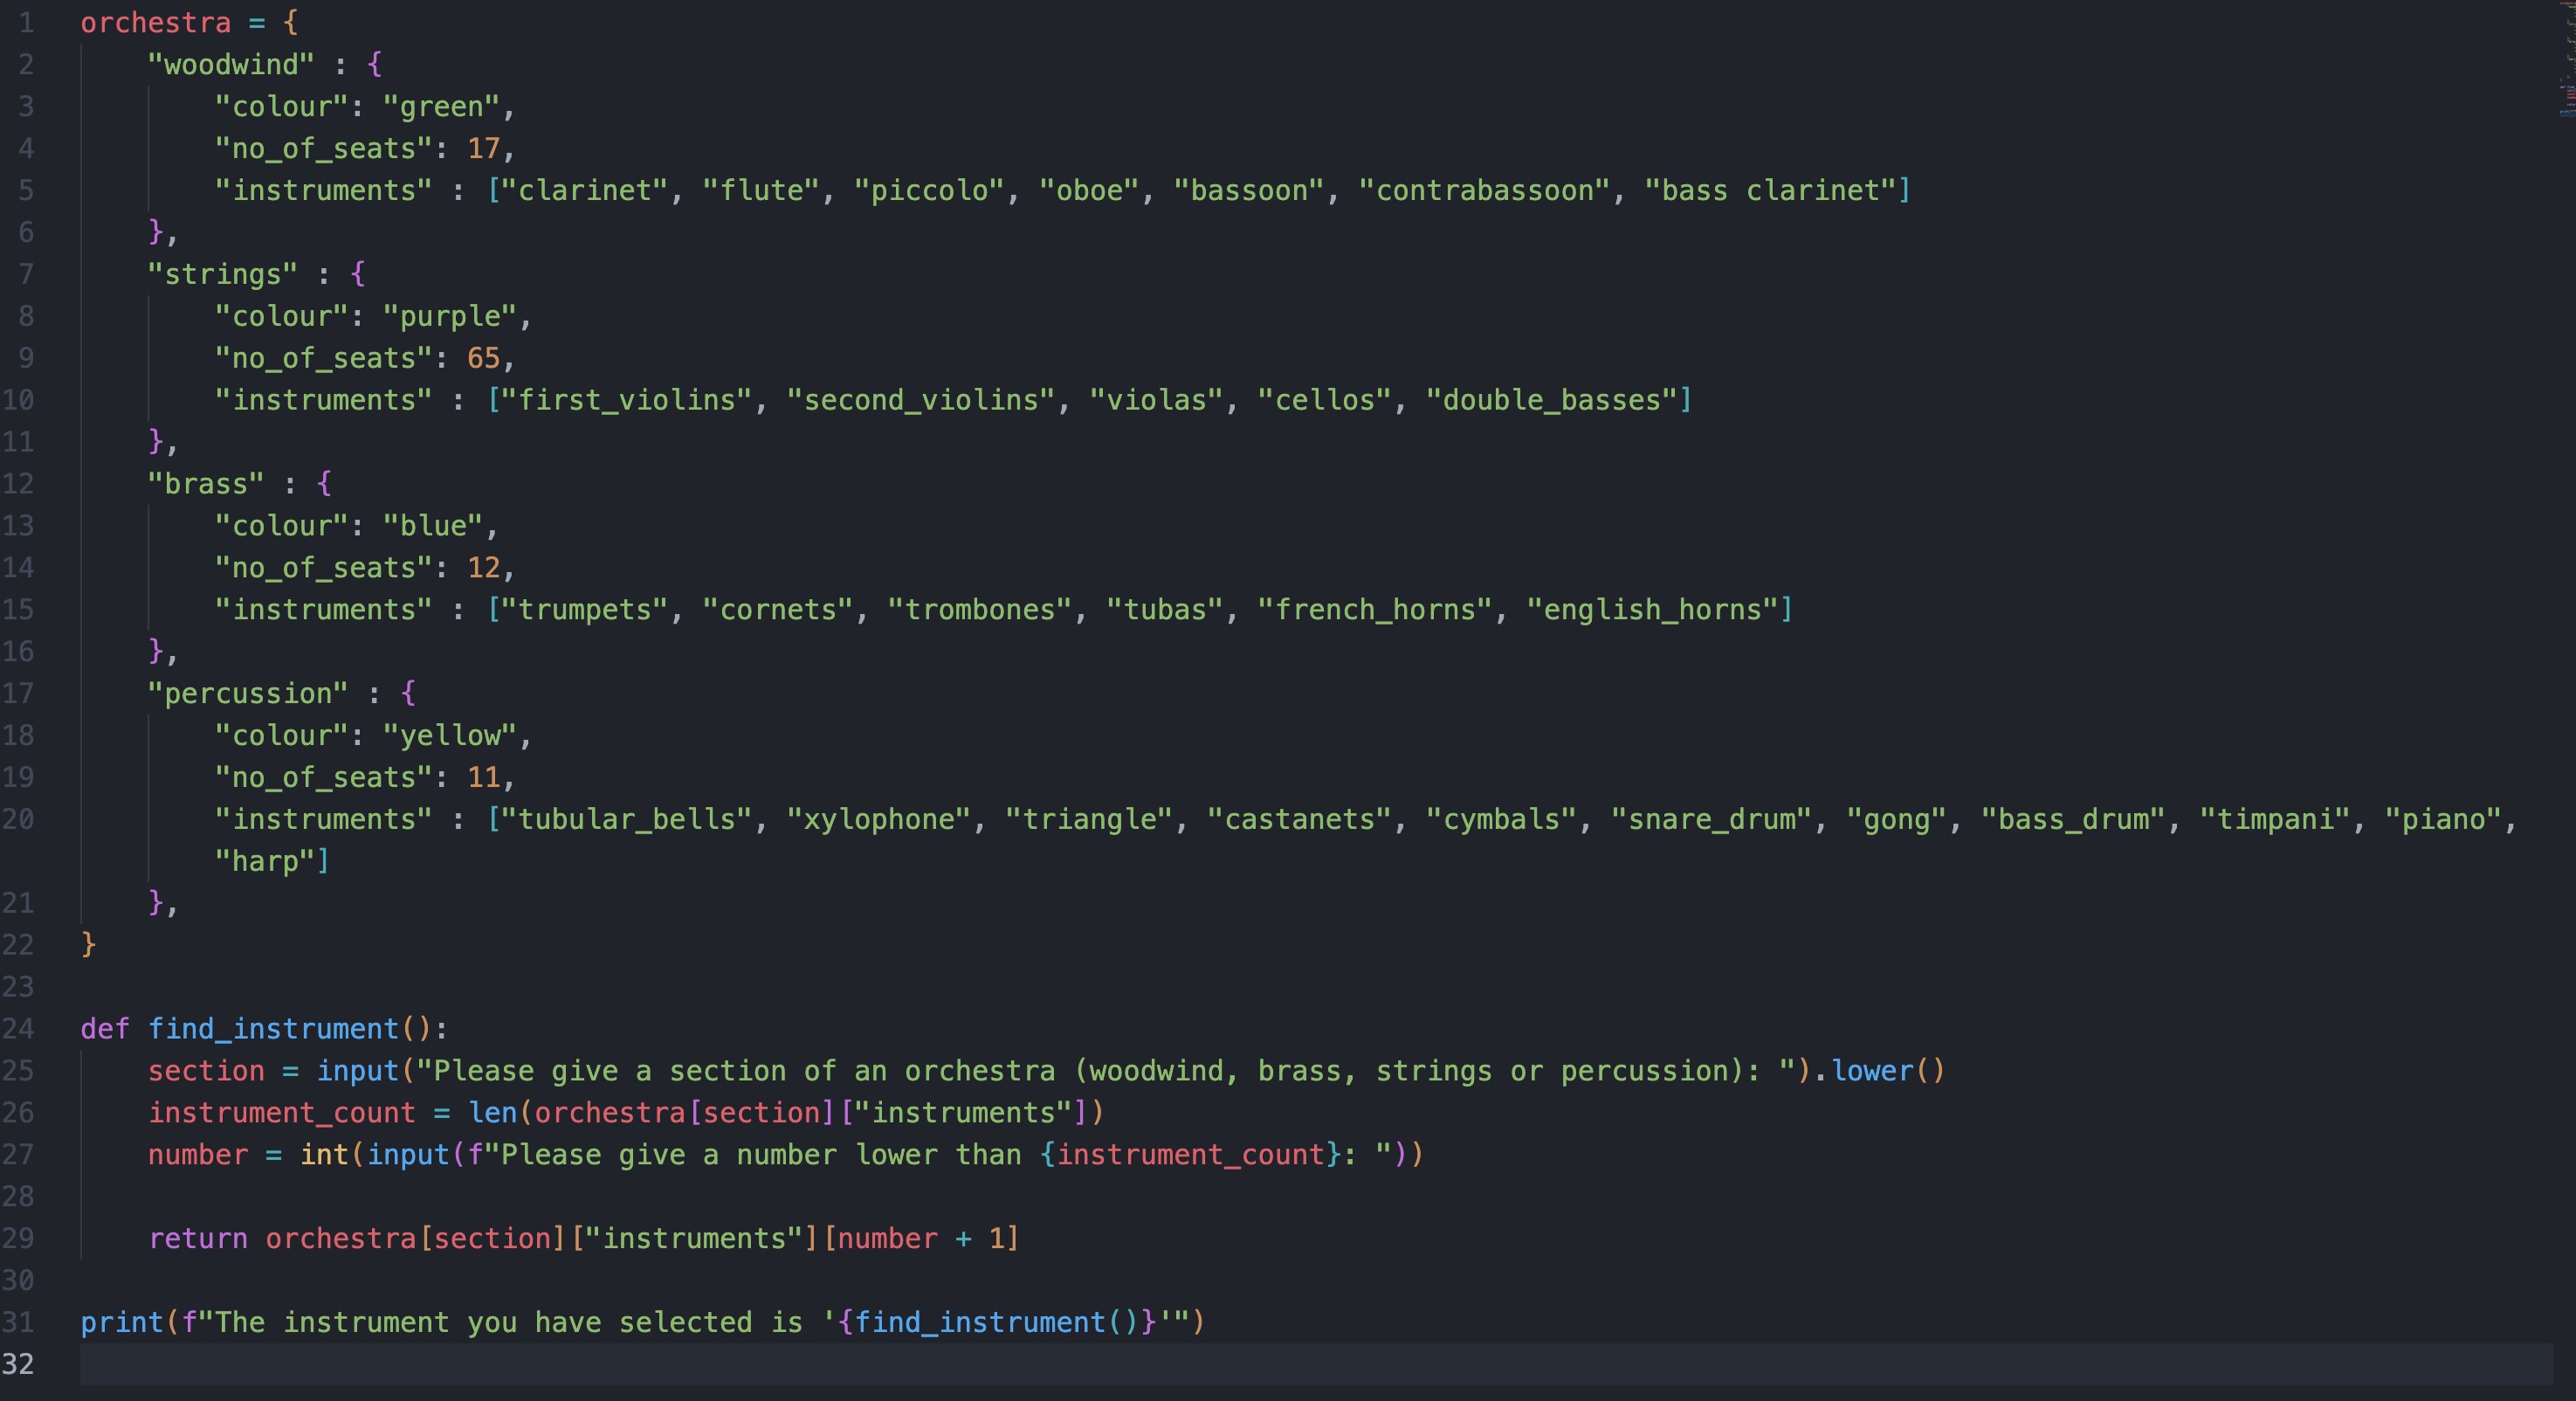 1 orchestra = {
2     "woodwind" : {
3         "colour": "green",
4         "no_of_seats": 17,
5         "instruments" : ["clarinet", "flute", "piccolo", "oboe", "bassoon", "contrabassoon", "bass clarinet"]
6     },
7     "strings" : {
8         "colour": "purple",
9         "no_of_seats": 65,
10         "instruments" : ["first_violins", "second_violins", "violas", "cellos", "double_basses"]
11     },
12     "brass" : {
13         "colour": "blue",
14         "no_of_seats": 12,
15         "instruments" : ["trumpets", "cornets", "trombones", "tubas", "french_horns", "english_horns"]
16     },
17     "percussion" : {
18         "colour": "yellow",
19         "no_of_seats": 11,
20         "instruments" : ["tubular_bells", "xylophone", "triangle", "castanets", "cymbals", "snare_drum", "gong", "bass_drum", "timpani", "piano",
        "harp"]
21     },
22 }
23
24 def find_instrument():
25     section = input("Please give a section of an orchestra (woodwind, brass, strings or percussion): ").lower()
26     instrument_count = len(orchestra[section]["instruments"])
27     number = int(input(f"Please give a number lower than {instrument_count}: "))
28
29     return orchestra[section]["instruments"][number + 1]
30
31 print(f"The instrument you have selected is '{find_instrument()}'")
32